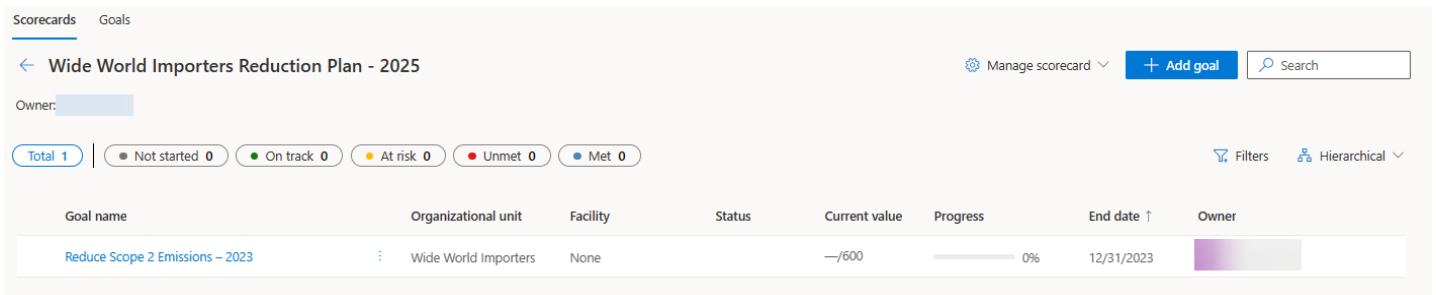 Scorecards Goals
← Wide World Importers Reduction Plan - 2025 Manage scorecard + Add goal Search
Owner:
Total 1 Not started 0 On track 0 At risk 0 Unmet 0 Met 0 Filters Hierarchical
Goal name Organizational unit Facility Status Current value Progress End date ↑ Owner
Reduce Scope 2 Emissions – 2023 Wide World Importers None —/600 0% 12/31/2023